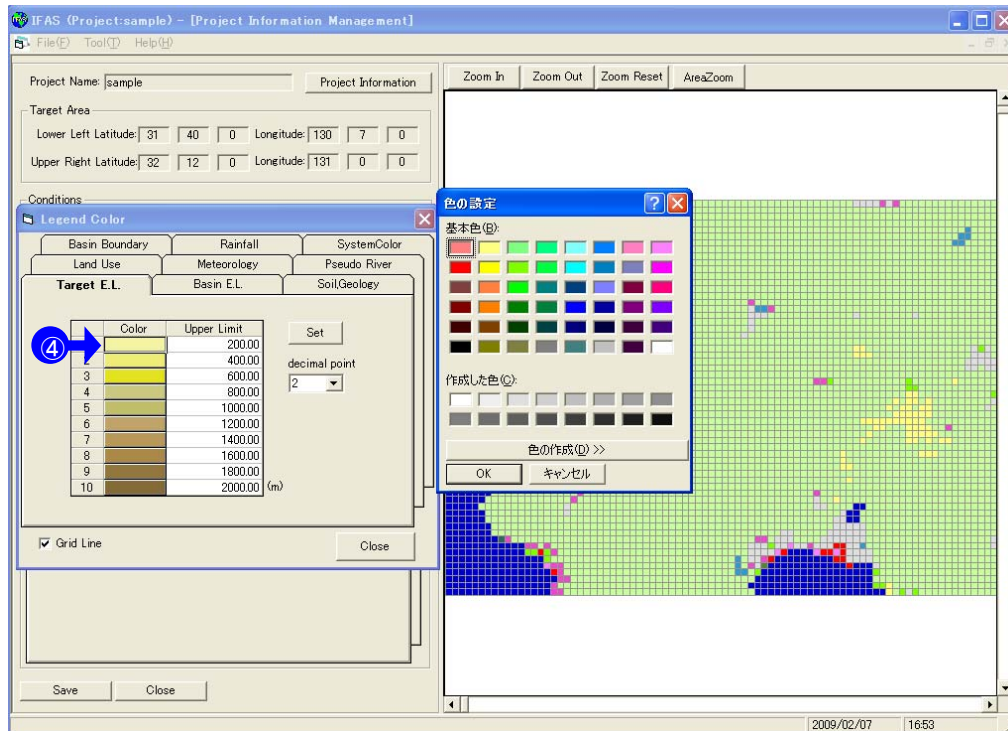 IFAS (Project:sample) - [Project Information Management]
File(F) Tool(T) Help(H)
Project Name: sample Project Information
Target Area
Lower Left Latitude: 31 40 0 Longitude: 130 7 0
Upper Right Latitude: 32 12 0 Longitude: 131 0 0
Conditions
Zoom In Zoom Out Zoom Reset AreaZoom
Legend Color
Basin Boundary Rainfall SystemColor
Land Use Meteorology Pseudo River
Target E.L. Basin E.L. Soil,Geology
Color Upper Limit
④ 200.00
2 400.00
3 600.00
4 800.00
5 1000.00
6 1200.00
7 1400.00
8 1600.00
9 1800.00
10 2000.00 (m)
Set
decimal point
2
Grid Line
Close
色の設定
基本色(B):
作成した色(C):
色の作成(D) >>
OK キャンセル
Save Close
2009/02/07 16:53